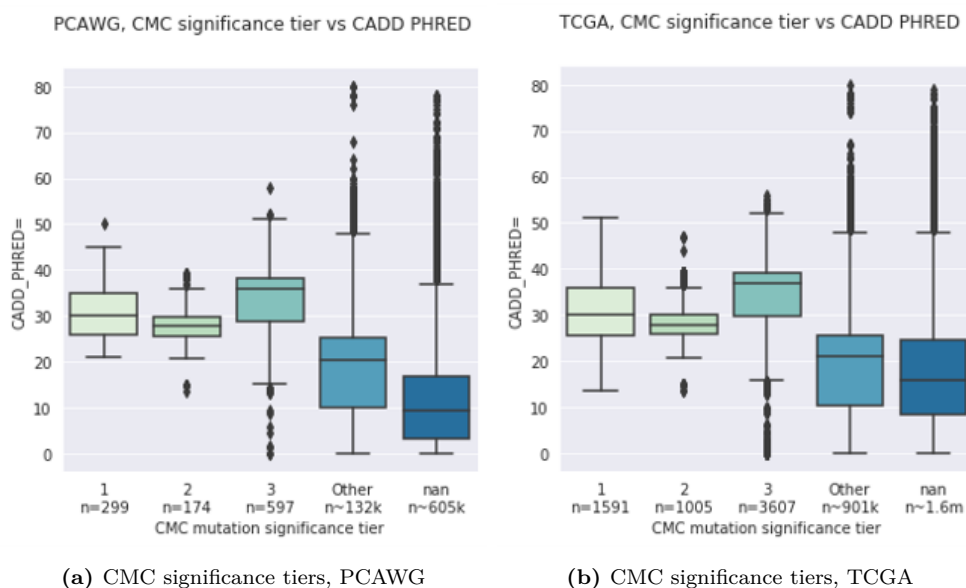 PCAWG, CMC significance tier vs CADD PHRED
CADD_PHRED=
80
70
60
50
40
30
20
10
0
1 2 3 Other nan
n=299 n=174 n=597 n~132k n~605k
CMC mutation significance tier
(a) CMC significance tiers, PCAWG
TCGA, CMC significance tier vs CADD PHRED
CADD_PHRED=
80
70
60
50
40
30
20
10
0
1 2 3 Other nan
n=1591 n=1005 n=3607 n~901k n~1.6m
CMC mutation significance tier
(b) CMC significance tiers, TCGA